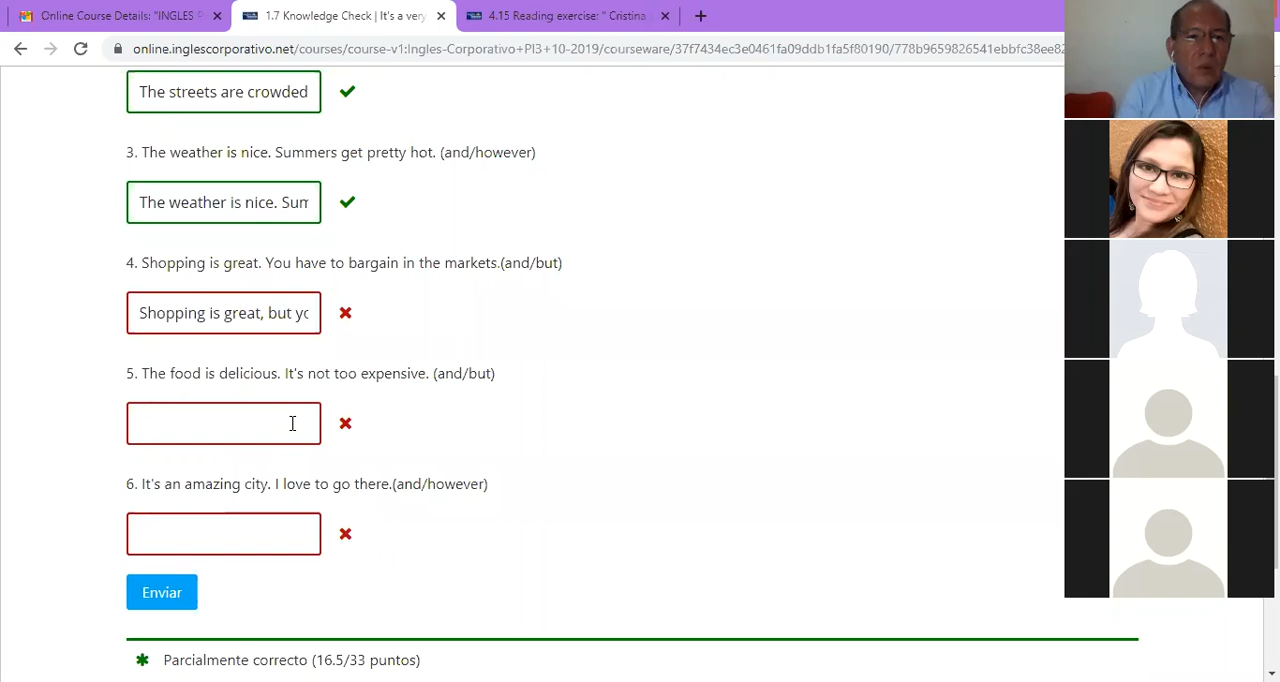 Online Course Details: "INGLES P
1.7 Knowledge Check | It's a very
4.15 Reading exercise: " Cristina
online.inglescorporativo.net/courses/course-v1:Ingles-Corporativo+PI3+10-2019/courseware/37f7434ec3e0461fa09ddb1fa5f80190/778b9659826541ebbfc38ee82
The streets are crowded
3. The weather is nice. Summers get pretty hot. (and/however)
The weather is nice. Sum
4. Shopping is great. You have to bargain in the markets.(and/but)
Shopping is great, but yo
5. The food is delicious. It's not too expensive. (and/but)
6. It's an amazing city. I love to go there.(and/however)
Enviar
Parcialmente correcto (16.5/33 puntos)